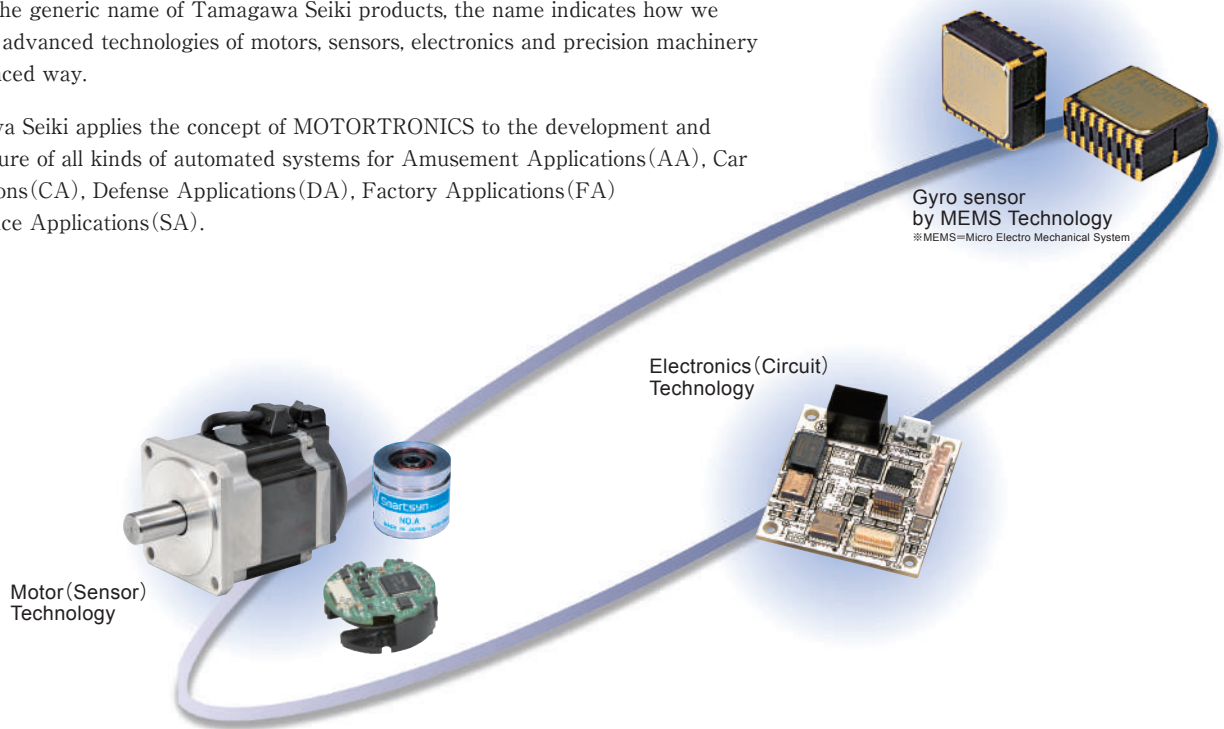 he generic name of Tamagawa Seiki products, the name indicates how we
advanced technologies of motors, sensors, electronics and precision machinery
nced way.
va Seiki applies the concept of MOTORTRONICS to the development and
ure of all kinds of automated systems for Amusement Applications(AA), Car
ons(CA), Defense Applications(DA), Factory Applications(FA)
ce Applications(SA).
Gyro sensor
by MEMS Technology
※MEMS=Micro Electro Mechanical System
Electronics(Circuit)
Technology
Smartsyn
NO.A
MADE IN JAPAN
Motor(Sensor)
Technology